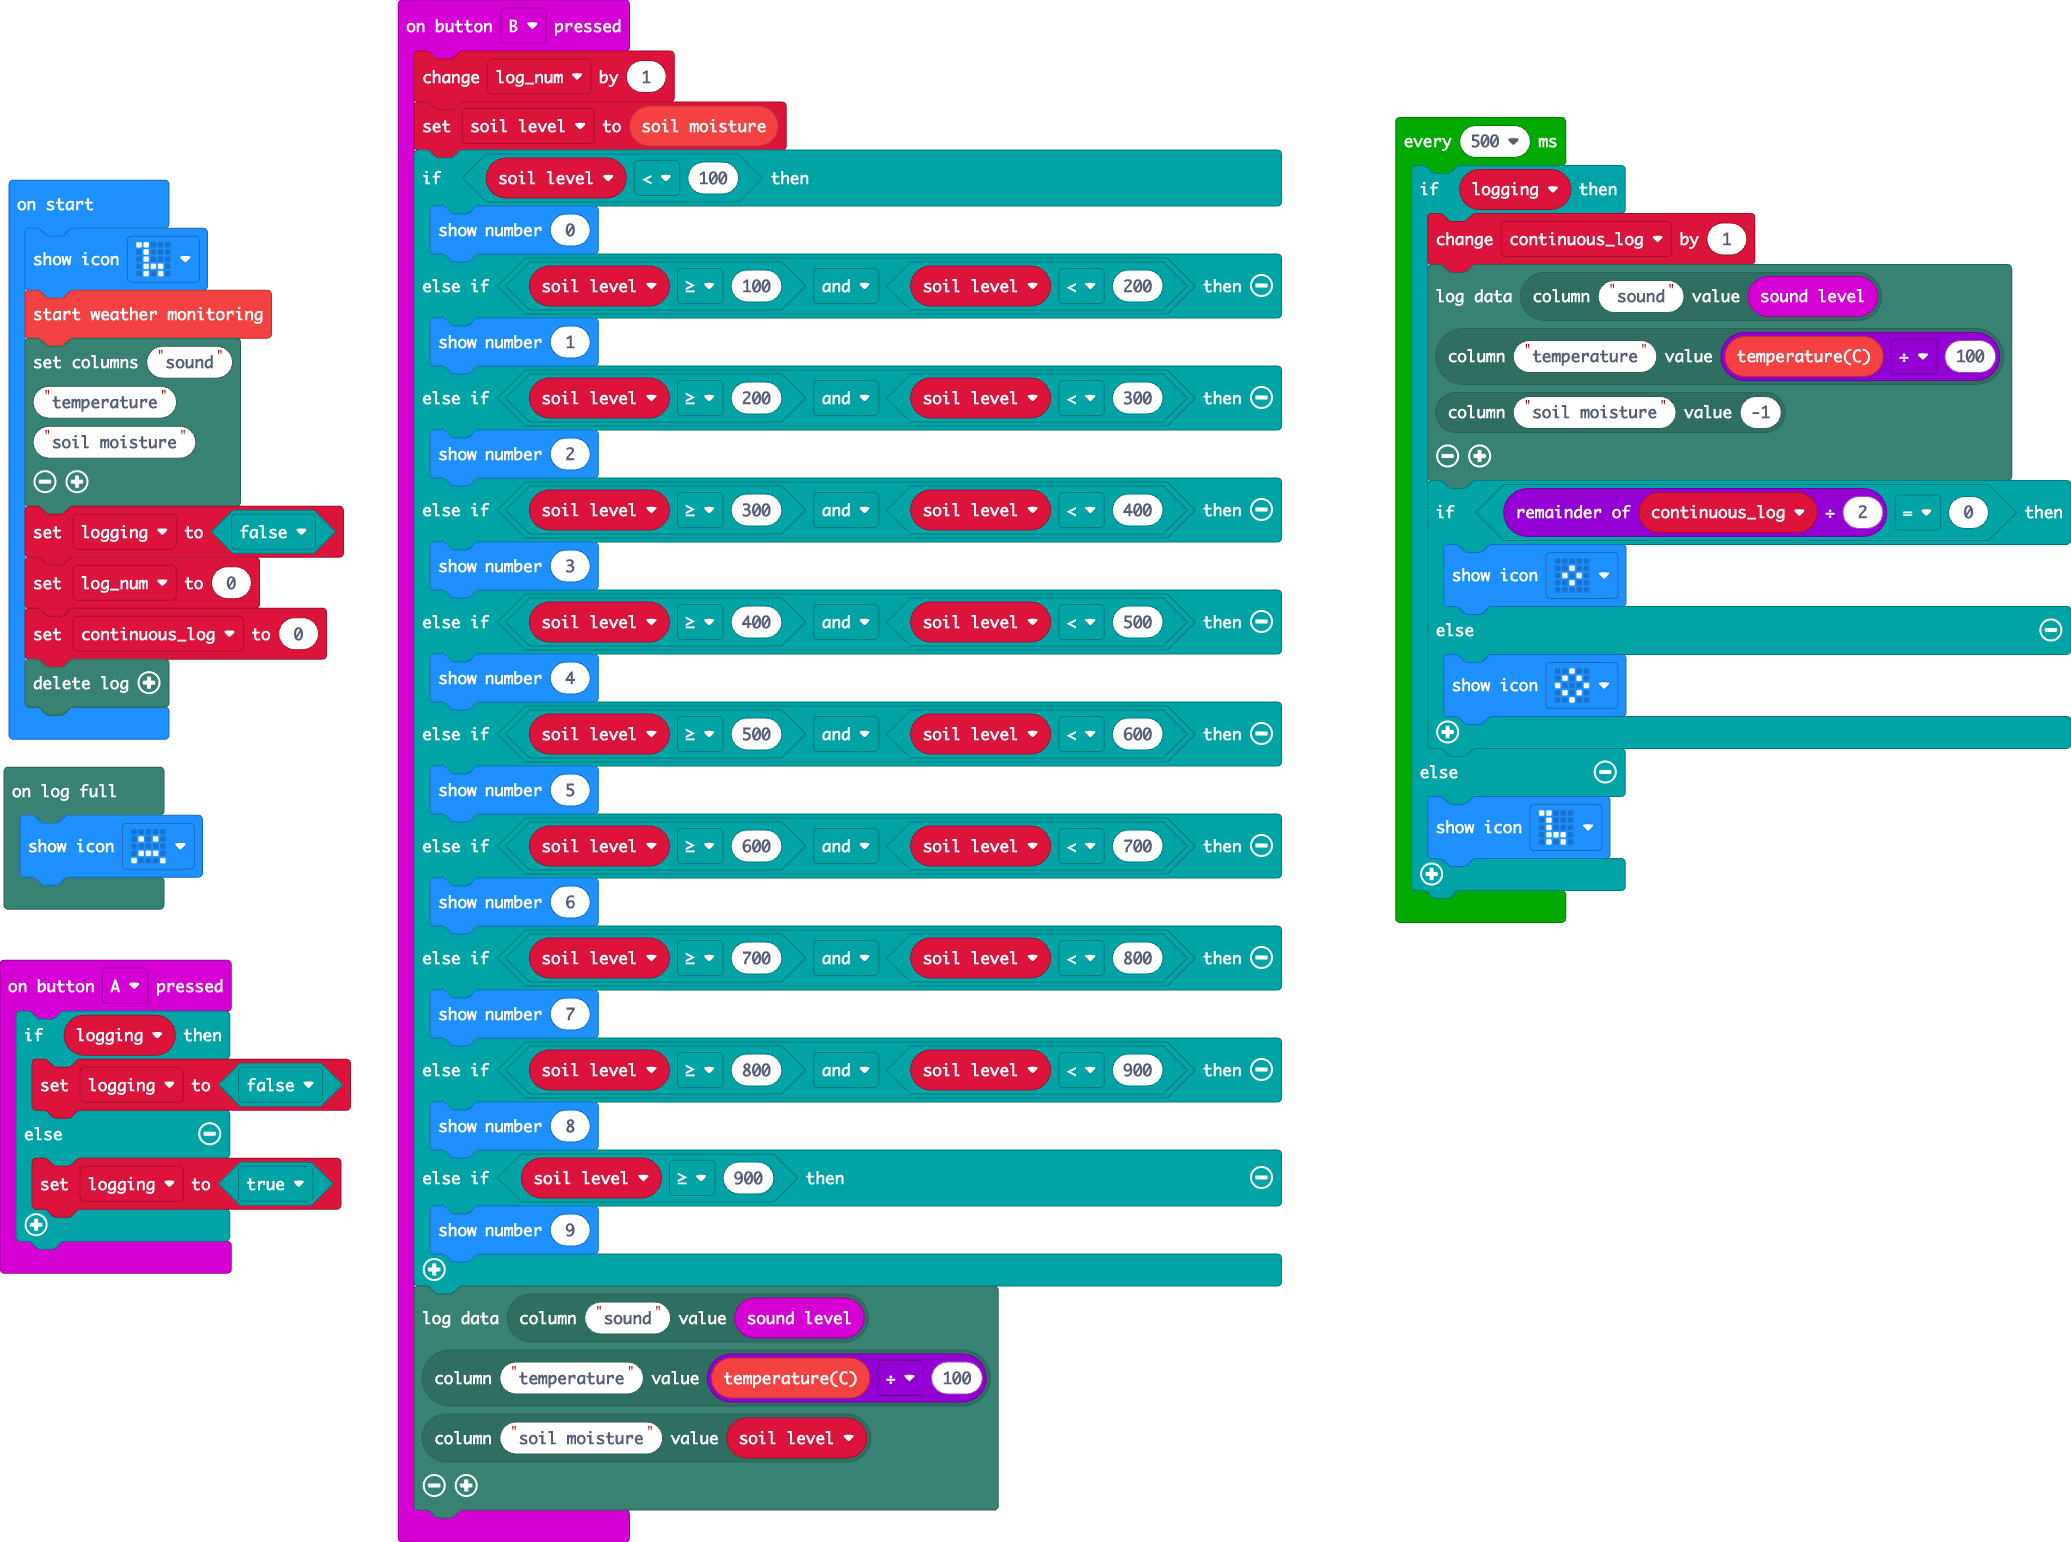 on start
show icon
start weather monitoring
set columns "sound"
"temperature"
"soil moisture"
set logging to false
set log_num to 0
set continuous_log to 0
delete log
on log full
show icon
on button A pressed
if logging then
set logging to false
else
set logging to true
on button B pressed
change log_num by 1
set soil level to soil moisture
if soil level < 100 then
show number 0
else if soil level ≥ 100 and soil level < 200 then
show number 1
else if soil level ≥ 200 and soil level < 300 then
show number 2
else if soil level ≥ 300 and soil level < 400 then
show number 3
else if soil level ≥ 400 and soil level < 500 then
show number 4
else if soil level ≥ 500 and soil level < 600 then
show number 5
else if soil level ≥ 600 and soil level < 700 then
show number 6
else if soil level ≥ 700 and soil level < 800 then
show number 7
else if soil level ≥ 800 and soil level < 900 then
show number 8
else if soil level ≥ 900 then
show number 9
log data column "sound" value sound level
column "temperature" value temperature(C) ÷ 100
column "soil moisture" value soil level
every 500 ms
if logging then
change continuous_log by 1
log data column "sound" value sound level
column "temperature" value temperature(C) ÷ 100
column "soil moisture" value -1
if remainder of continuous_log ÷ 2 = 0 then
show icon
else
show icon
else
show icon